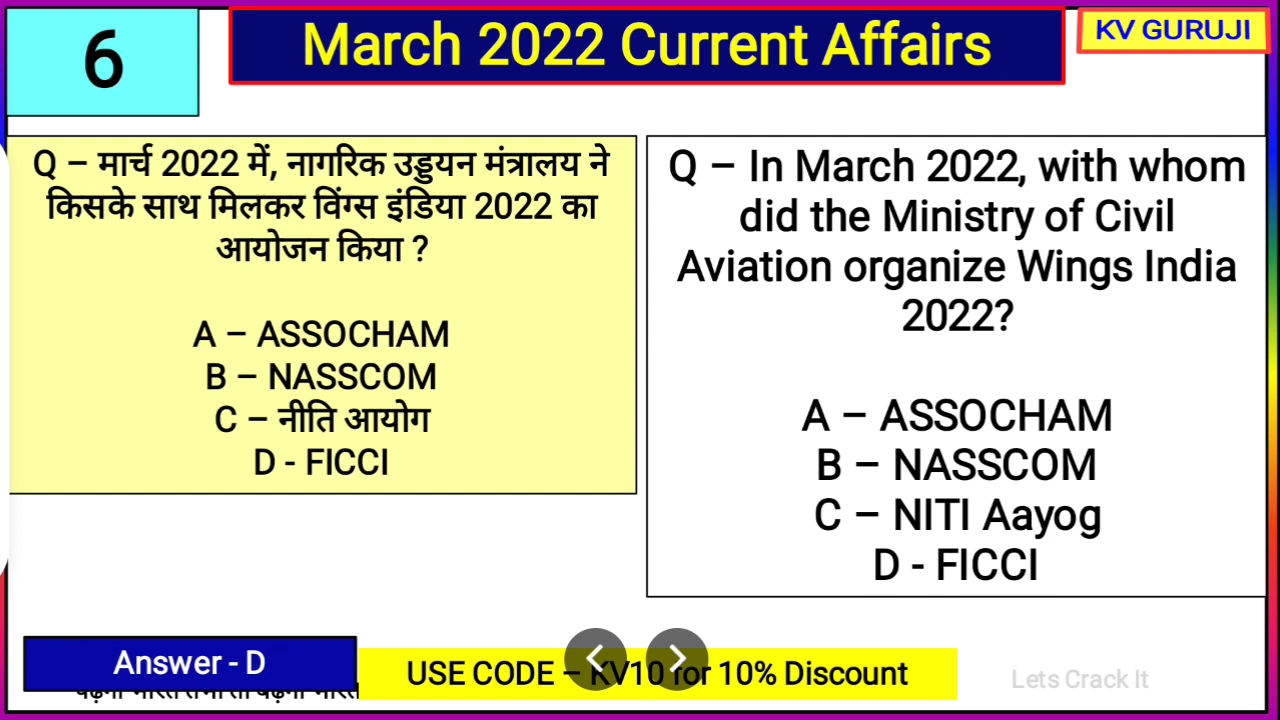 6
March 2022 Current Affairs
KV GURUJI
Q – मार्च 2022 में, नागरिक उड्डयन मंत्रालय ने
किसके साथ मिलकर विंग्स इंडिया 2022 का
आयोजन किया ?
A – ASSOCHAM
B – NASSCOM
C – नीति आयोग
D - FICCI
Q – In March 2022, with whom
did the Ministry of Civil
Aviation organize Wings India
2022?
A – ASSOCHAM
B – NASSCOM
C – NITI Aayog
D - FICCI
Answer - D
USE CODE – KV10 for 10% Discount
Lets Crack It